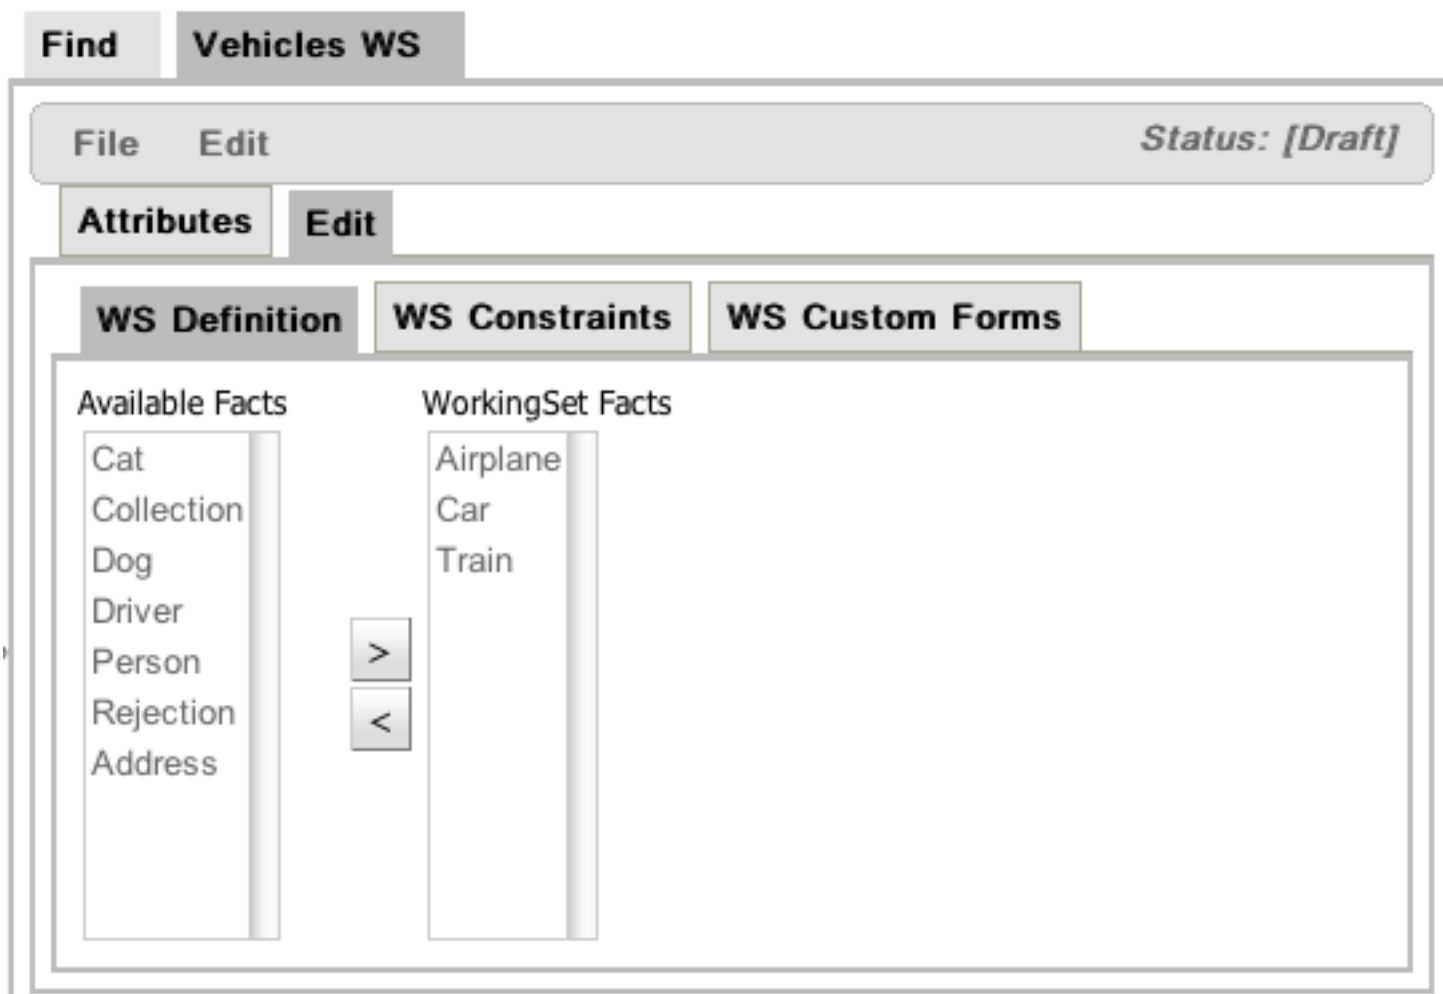 Find Vehicles WS
File Edit Status: [Draft]
Attributes Edit
WS Definition WS Constraints WS Custom Forms
Available Facts WorkingSet Facts
Cat Airplane
Collection Car
Dog Train
Driver
Person >
Rejection <
Address